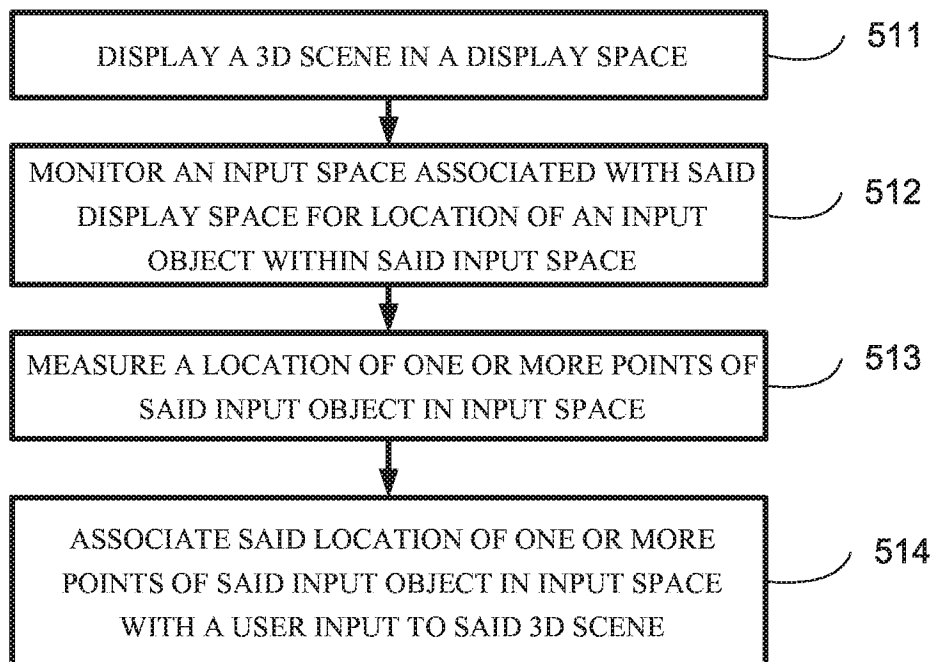 DISPLAY A 3D SCENE IN A DISPLAY SPACE
511
MONITOR AN INPUT SPACE ASSOCIATED WITH SAID
DISPLAY SPACE FOR LOCATION OF AN INPUT
OBJECT WITHIN SAID INPUT SPACE
512
MEASURE A LOCATION OF ONE OR MORE POINTS OF
SAID INPUT OBJECT IN INPUT SPACE
513
ASSOCIATE SAID LOCATION OF ONE OR MORE
POINTS OF SAID INPUT OBJECT IN INPUT SPACE
WITH A USER INPUT TO SAID 3D SCENE
514